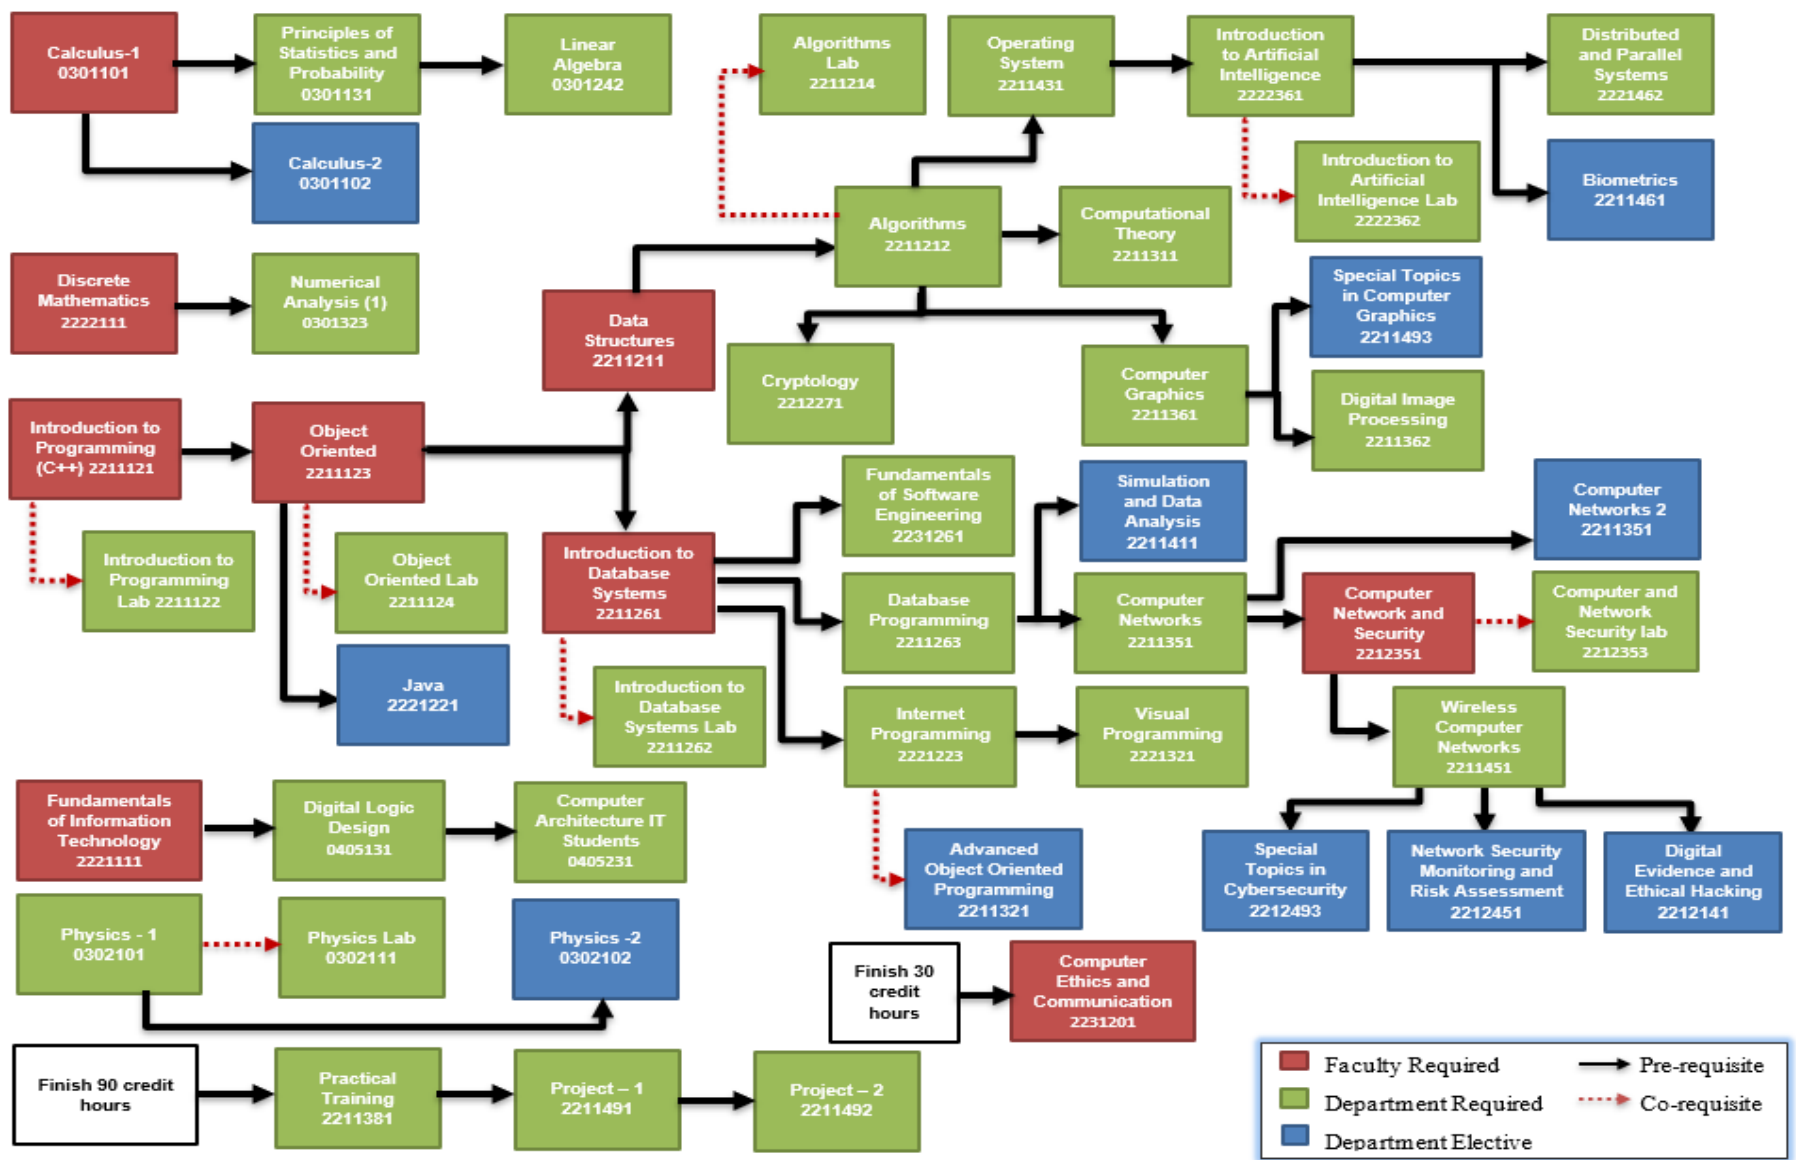 Calculus-1
0301101
Principles of
Statistics and
Probability
0301131
Linear
Algebra
0301242
Calculus-2
0301102
Discrete
Mathematics
2222111
Numerical
Analysis (1)
0301323
Introduction to
Programming
(C++) 2211121
Object
Oriented
2211123
Introduction to
Programming
Lab 2211122
Object
Oriented Lab
2211124
Java
2221221
Data
Structures
2211211
Introduction to
Database
Systems
2211261
Introduction to
Database
Systems Lab
2211262
Algorithms
Lab
2211214
Operating
System
2211431
Introduction
to Artificial
Intelligence
2222361
Distributed
and Parallel
Systems
2221462
Introduction to
Artificial
Intelligence Lab
2222362
Biometrics
2211461
Algorithms
2211212
Computational
Theory
2211311
Cryptology
2212271
Computer
Graphics
2211361
Special Topics
in Computer
Graphics
2211493
Digital Image
Processing
2211362
Fundamentals
of Software
Engineering
2231261
Simulation
and Data
Analysis
2211411
Computer
Networks 2
2211351
Database
Programming
2211263
Computer
Networks
2211351
Computer
Network and
Security
2212351
Computer and
Network
Security lab
2212353
Internet
Programming
2221223
Visual
Programming
2221321
Wireless
Computer
Networks
2211451
Advanced
Object Oriented
Programming
2211321
Special
Topics in
Cybersecurity
2212493
Network Security
Monitoring and
Risk Assessment
2212451
Digital
Evidence and
Ethical Hacking
2212141
Fundamentals
of Information
Technology
2221111
Digital Logic
Design
0405131
Computer
Architecture IT
Students
0405231
Physics - 1
0302101
Physics Lab
0302111
Physics -2
0302102
Finish 30
credit
hours
Computer
Ethics and
Communication
2231201
Finish 90 credit
hours
Practical
Training
2211381
Project – 1
2211491
Project – 2
2211492
Faculty Required
Pre-requisite
Department Required
Co-requisite
Department Elective